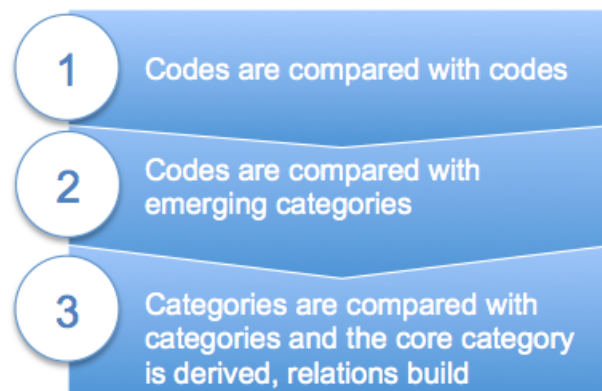 1
Codes are compared with codes
2
Codes are compared with
emerging categories
3
Categories are compared with
categories and the core category
is derived, relations build